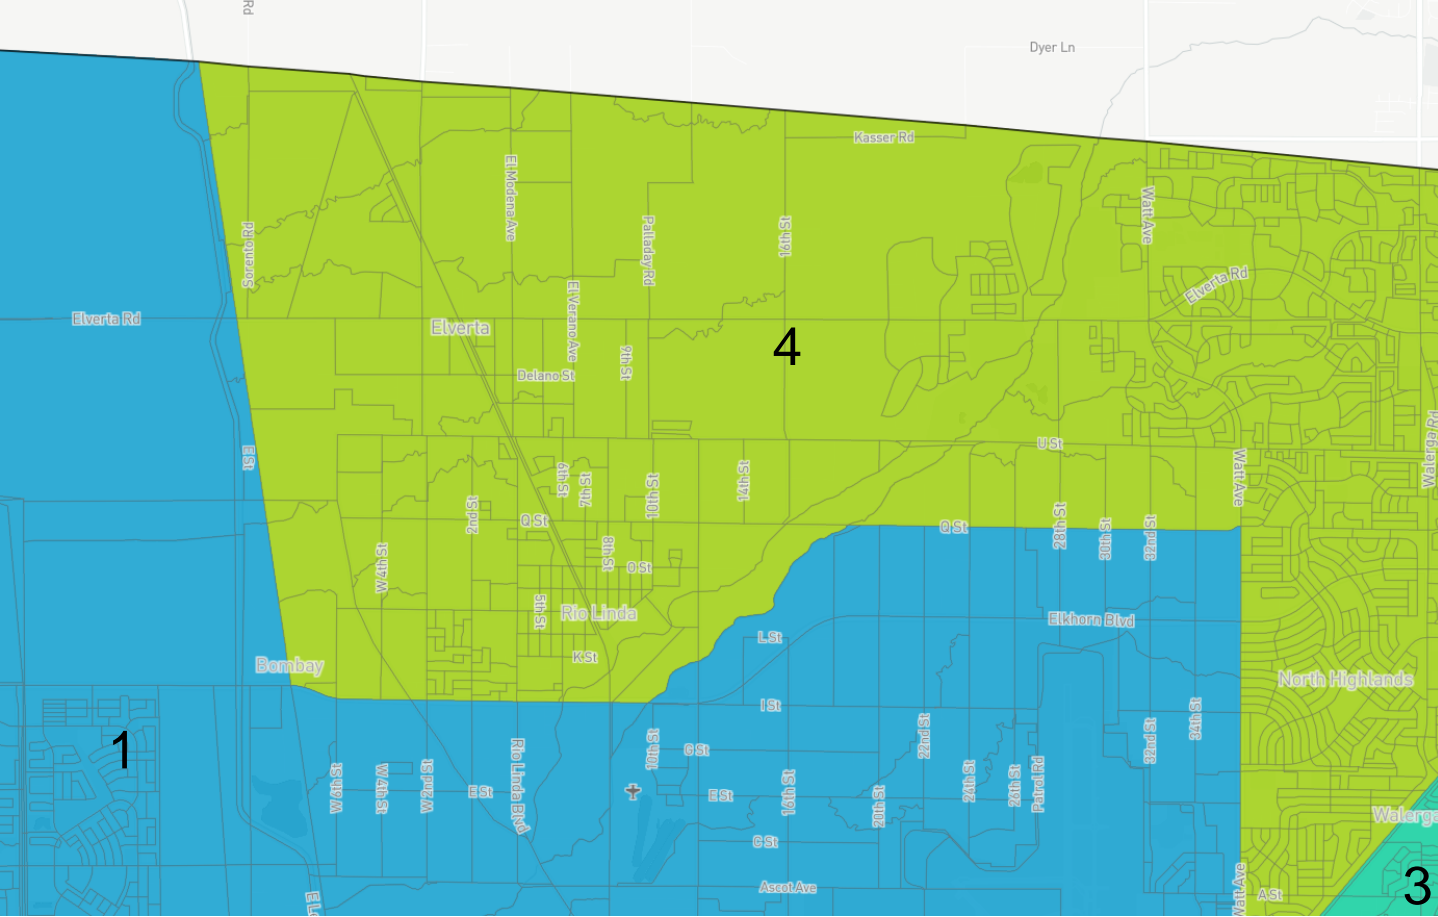 Rd
Dyer Ln
Kasser Rd
El Modena Ave
Watt Ave
Sorento Rd
Palladay Rd
16th St
Elverta Rd
El Verano Ave
Elverta Rd
Elverta
4
9th St
Delano St
Walerga Rd
U St
E St
Watt Ave
6th St
7th St
10th St
14th St
2nd St
Q St
Q St
28th St
30th St
32nd St
W 4th St
8th St
O St
5th St
Rio Linda
Elkhorn Blvd
L St
K St
Bombay
North Highlands
I St
34th St
1
10th St
G St
22nd St
32nd St
W 6th St
W 4th St
W 2nd St
Rio Linda Blvd
E St
E St
16th St
20th St
24th St
26th St
Patrol Rd
Walerga
C St
Ascot Ave
Watt Ave
A St
3